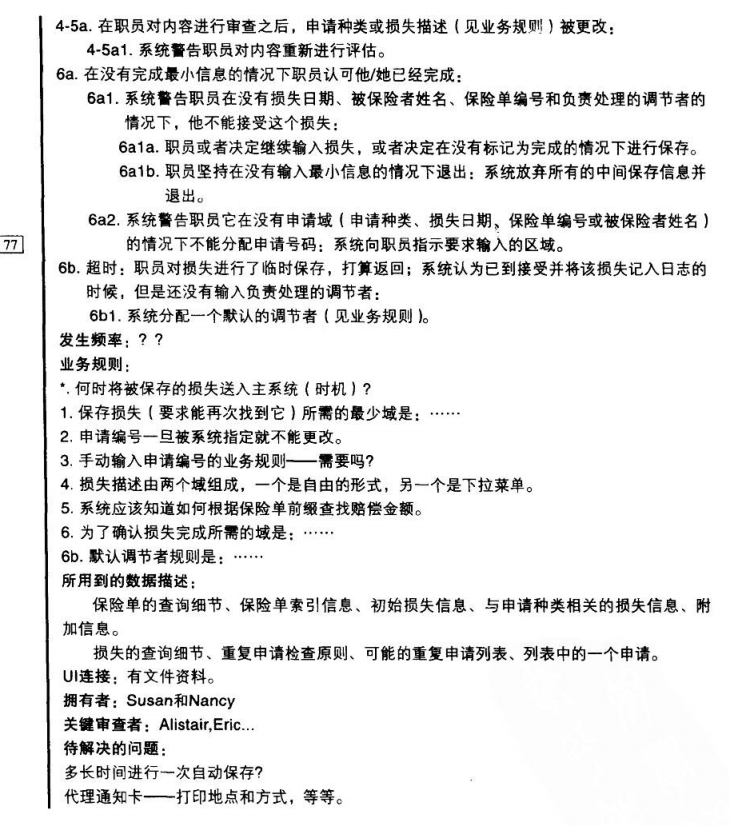 4-5a. 在职员对内容进行审查之后，申请种类或损失描述（见业务规则）被更改：
4-5a1. 系统警告职员对内容重新进行评估。
6a. 在没有完成最小信息的情况下职员认可他/她已经完成：
6a1. 系统警告职员在没有损失日期、被保险者姓名、保险单编号和负责处理的调节者的
情况下，他不能接受这个损失：
6a1a. 职员或者决定继续输入损失，或者决定在没有标记为完成的情况下进行保存。
6a1b. 职员坚持在没有输入最小信息的情况下退出：系统放弃所有的中间保存信息并
退出。
6a2. 系统警告职员它在没有申请域（申请种类、损失日期、保险单编号或被保险者姓名）
77
的情况下不能分配申请号码：系统向职员指示要求输入的区域。
6b. 超时：职员对损失进行了临时保存，打算返回；系统认为已到接受并将该损失记入日志的
时候，但是还没有输入负责处理的调节者：
6b1. 系统分配一个默认的调节者（见业务规则）。
发生频率：？？
业务规则：
*. 何时将被保存的损失送入主系统（时机）？
1. 保存损失（要求能再次找到它）所需的最少域是：……
2. 申请编号一旦被系统指定就不能更改。
3. 手动输入申请编号的业务规则——需要吗?
4. 损失描述由两个域组成，一个是自由的形式，另一个是下拉菜单。
5. 系统应该知道如何根据保险单前缀查找赔偿金额。
6. 为了确认损失完成所需的域是：……
6b. 默认调节者规则是：……
所用到的数据描述：
保险单的查询细节、保险单索引信息、初始损失信息、与申请种类相关的损失信息、附
加信息。
损失的查询细节、重复申请检查原则、可能的重复申请列表、列表中的一个申请。
UI连接：有文件资料。
拥有者：Susan和Nancy
关键审查者：Alistair,Eric...
待解决的问题：
多长时间进行一次自动保存?
代理通知卡——打印地点和方式，等等。